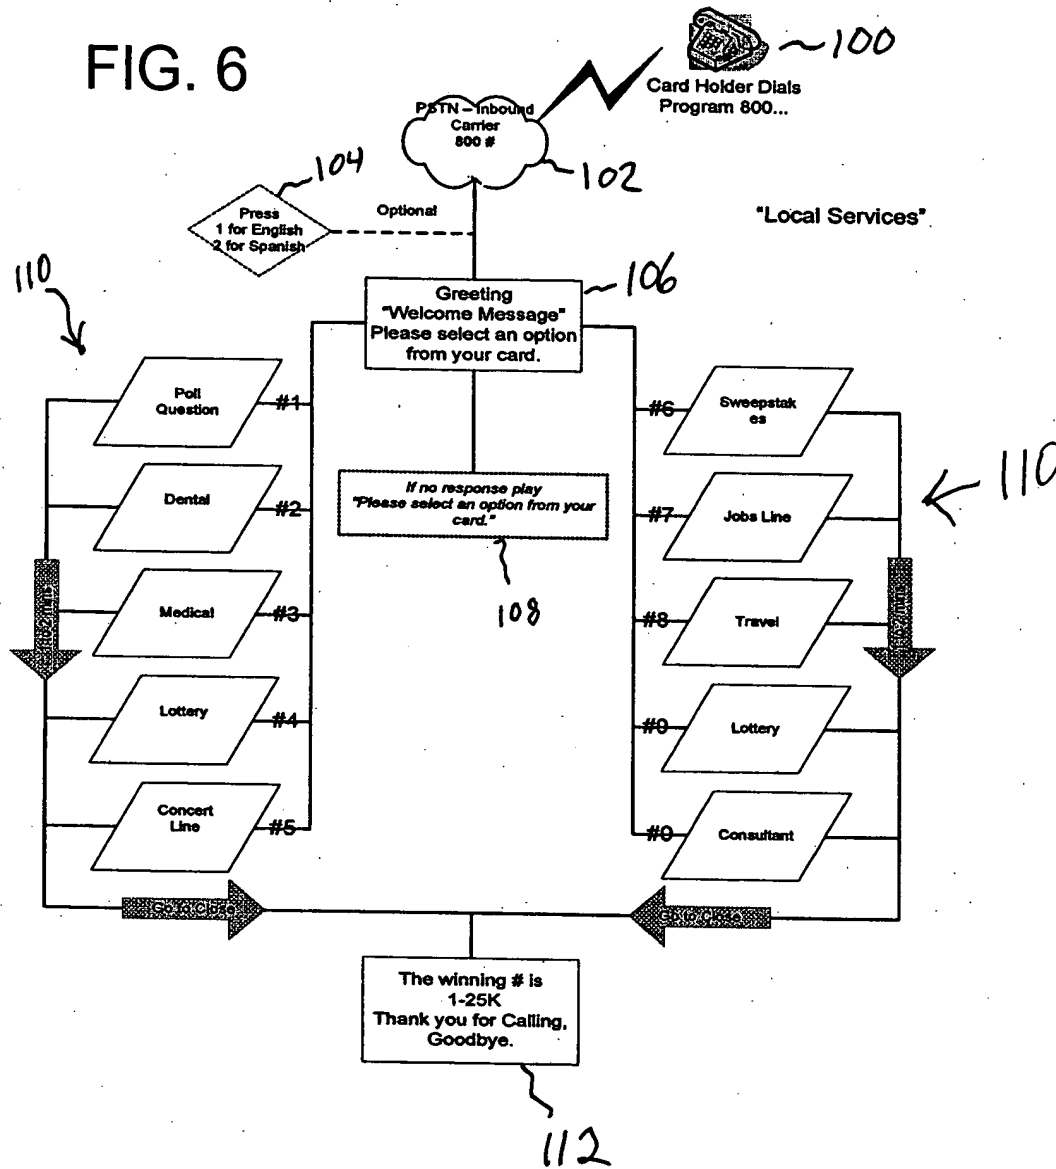 FIG. 6
100
Card Holder Dials
Program 800...
PSTN – Inbound
Carrier
800 #
102
104
Press
1 for English
2 for Spanish
Optional
"Local Services".
110
106
Greeting
"Welcome Message"
Please select an option
from your card.
Poll
Question
#1
Dental
#2
Medical
#3
Lottery
#4
Concert
Line
#5
If no response play
"Please select an option from your
card."
108
#6
Sweepstak
es
#7
Jobs Line
#8
Travel
#9
Lottery
#0
Consultant
110
Go to Close
Go to Close
The winning # is
1-25K
Thank you for Calling,
Goodbye.
112